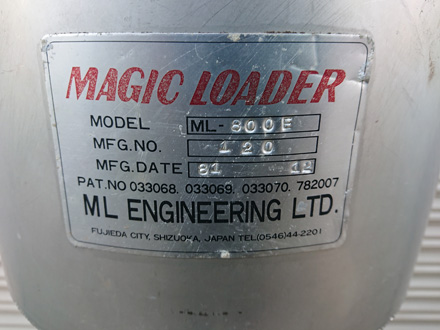 MAGIC LOADER
MODEL ML-800E
MFG.NO. 120
MFG.DATE 81 12
PAT.NO 033068. 033069. 033070. 782007
ML ENGINEERING LTD.
FUJIEDA CITY, SHIZUOKA, JAPAN TEL(0546)44-2201